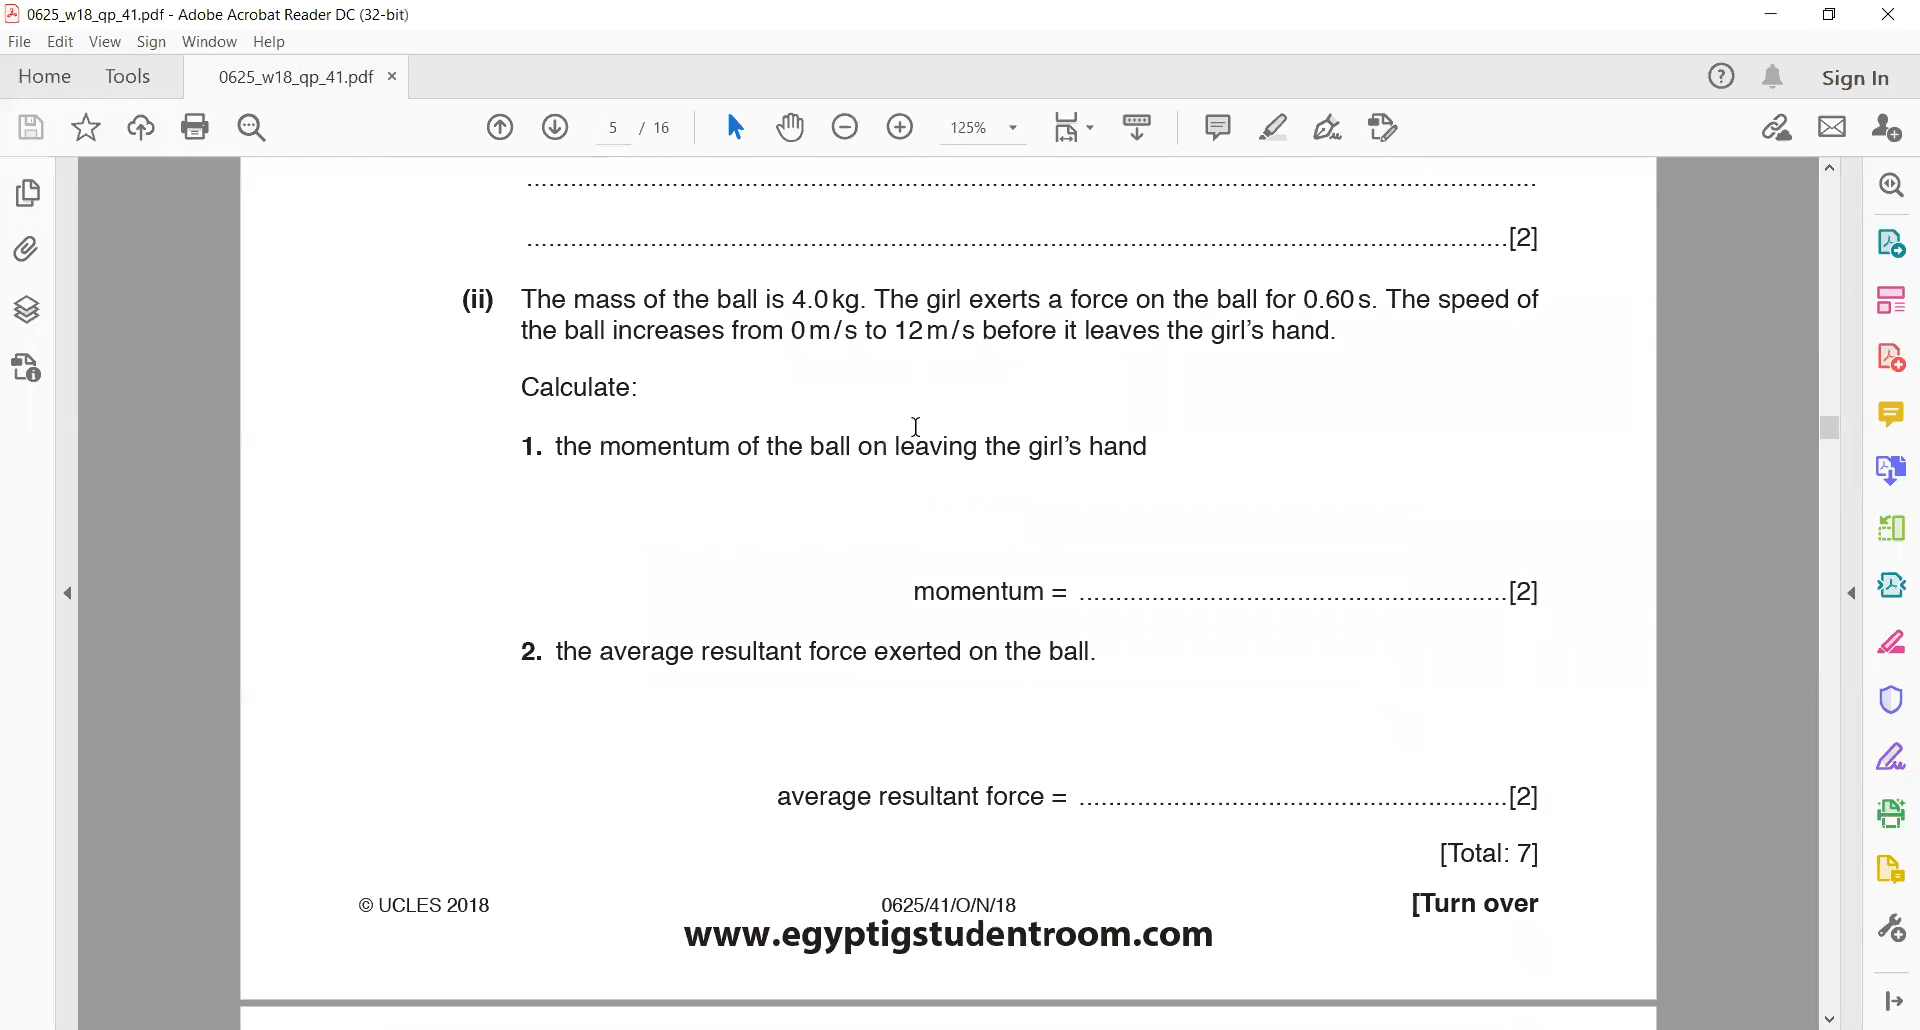 0625_w18_qp_41.pdf - Adobe Acrobat Reader DC (32-bit)
File Edit View Sign Window Help
Home Tools 0625_w18_qp_41.pdf × Sign In
5 / 16 125%
..........................................................................................................................................
......................................................................................................................................[2]
(ii) The mass of the ball is 4.0 kg. The girl exerts a force on the ball for 0.60 s. The speed of
the ball increases from 0 m / s to 12 m / s before it leaves the girl’s hand.
Calculate:
1. the momentum of the ball on leaving the girl’s hand
momentum = ...........................................................[2]
2. the average resultant force exerted on the ball.
average resultant force = ...........................................................[2]
[Total: 7]
© UCLES 2018 0625/41/O/N/18 [Turn over
www.egyptigstudentroom.com